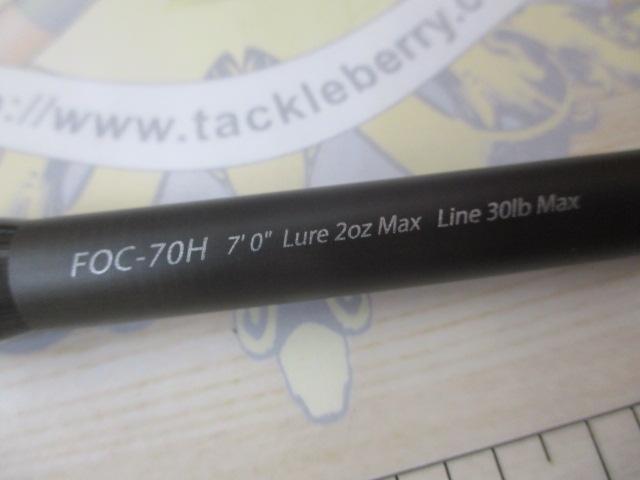 ://www.tackleberry.c
FOC-70H 7' 0" Lure 2oz Max Line 30lb Max